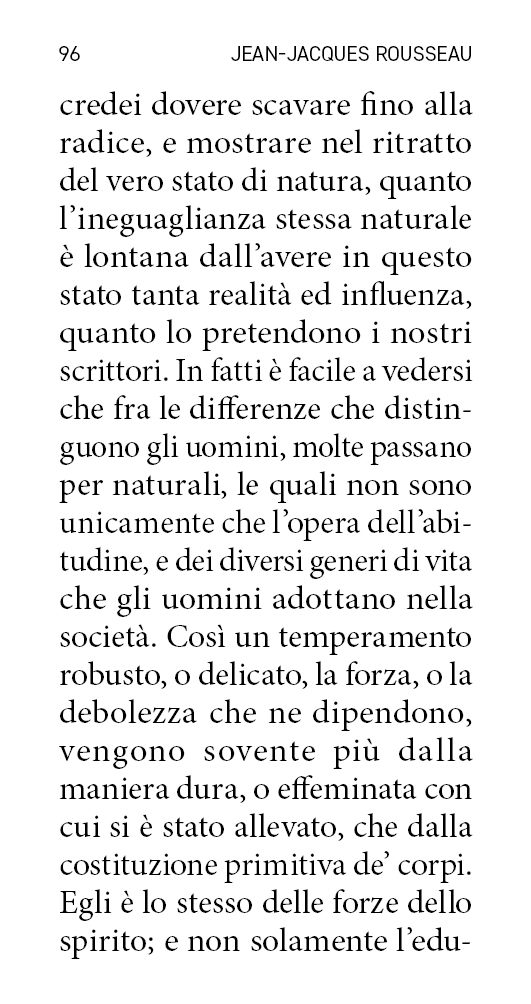 96 JEAN-JACQUES ROUSSEAU
credei dovere scavare fino alla
radice, e mostrare nel ritratto
del vero stato di natura, quanto
l’ineguaglianza stessa naturale
è lontana dall’avere in questo
stato tanta realità ed influenza,
quanto lo pretendono i nostri
scrittori. In fatti è facile a vedersi
che fra le differenze che distin-
guono gli uomini, molte passano
per naturali, le quali non sono
unicamente che l’opera dell’abi-
tudine, e dei diversi generi di vita
che gli uomini adottano nella
società. Così un temperamento
robusto, o delicato, la forza, o la
debolezza che ne dipendono,
vengono sovente più dalla
maniera dura, o effeminata con
cui si è stato allevato, che dalla
costituzione primitiva de’ corpi.
Egli è lo stesso delle forze dello
spirito; e non solamente l’edu-